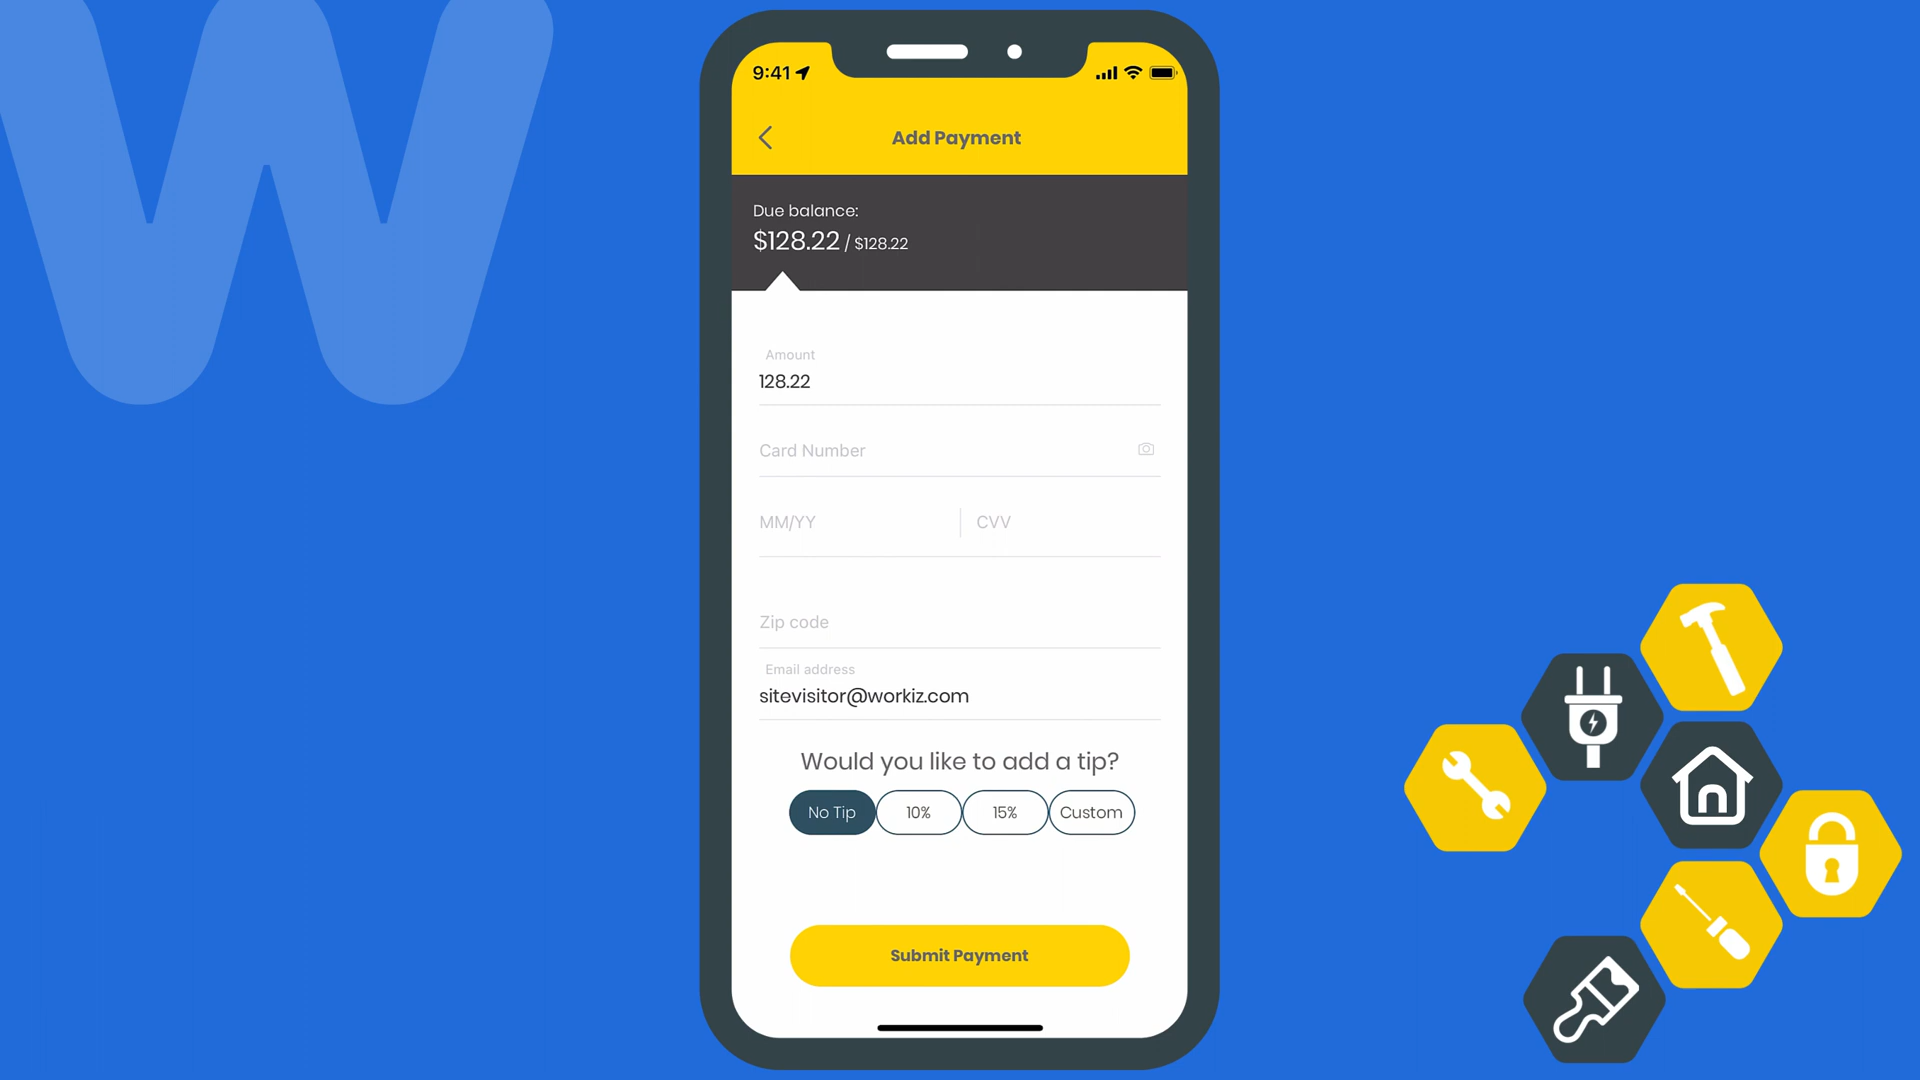 W
9:41
Add Payment
Due balance:
$128.22 / $128.22
Amount
128.22
Card Number
MM/YY
CVV
Zip code
Email address
sitevisitor@workiz.com
Would you like to add a tip?
No Tip
10%
15%
Custom
Submit Payment